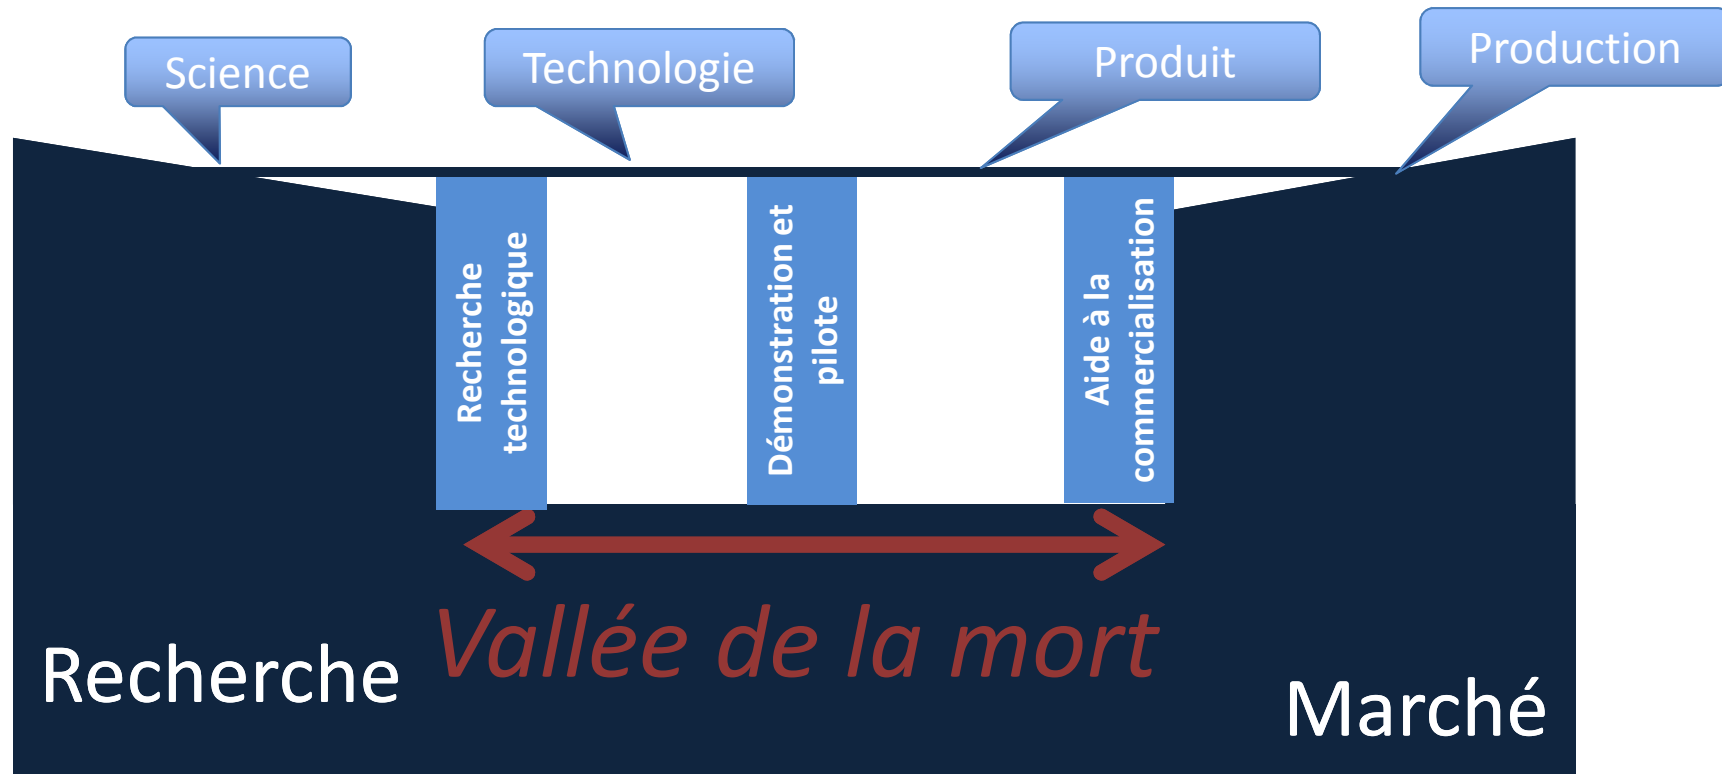 Science
Technologie
Produit
Production
Recherche
technologique
Démonstration et
pilote
Aide à la
commercialisation
Vallée de la mort
Recherche
Marché